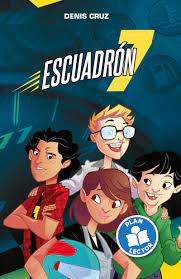 DENIS CRUZ
ESCUADRÓN
7
PLAN
LECTOR